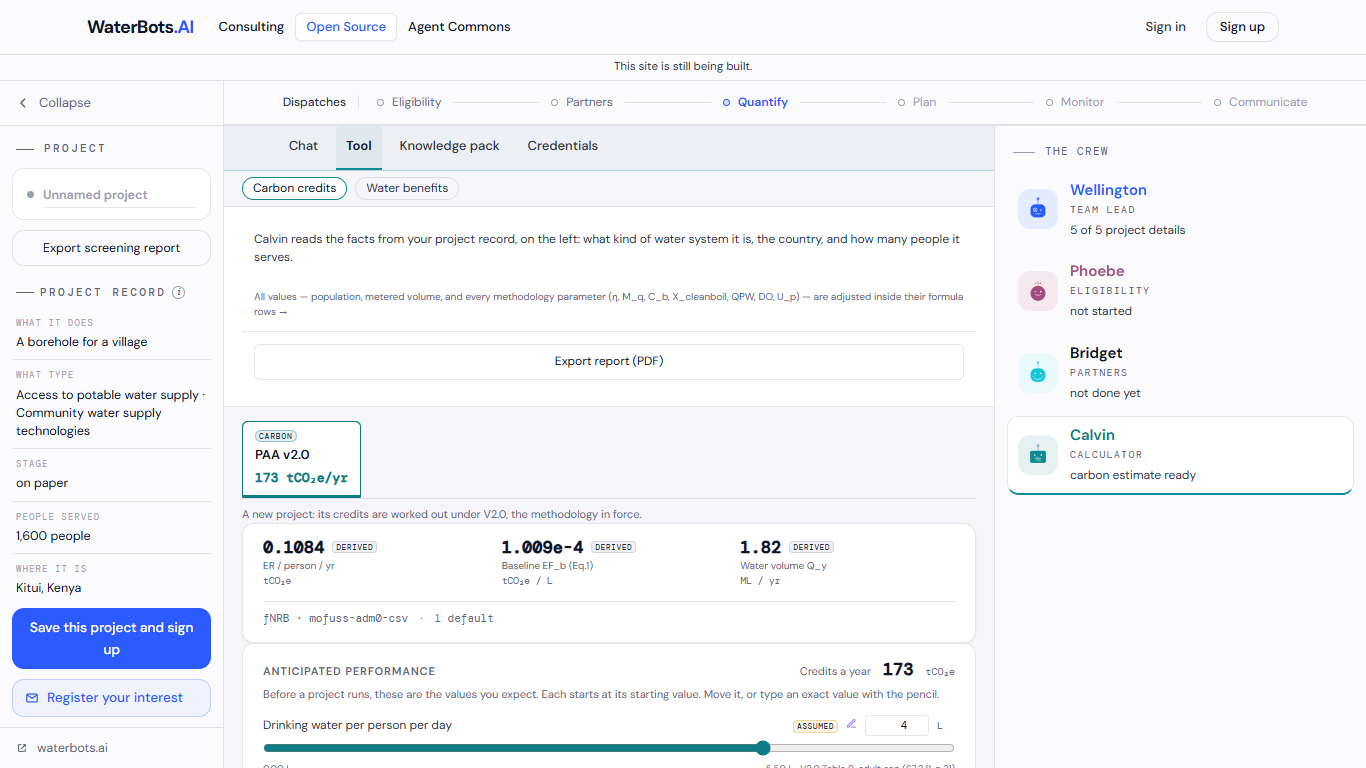 WaterBots.AI Consulting Open Source Agent Commons Sign in Sign up
This site is still being built.
Collapse
Dispatches Eligibility Partners Quantify Plan Monitor Communicate
PROJECT
Unnamed project
Export screening report
PROJECT RECORD i
WHAT IT DOES
A borehole for a village
WHAT TYPE
Access to potable water supply ·
Community water supply
technologies
STAGE
on paper
PEOPLE SERVED
1,600 people
WHERE IT IS
Kitui, Kenya
Save this project and sign
up
Register your interest
waterbots.ai
Chat Tool Knowledge pack Credentials
Carbon credits Water benefits
Calvin reads the facts from your project record, on the left: what kind of water system it is, the country, and how many people it
serves.
All values — population, metered volume, and every methodology parameter (η, M_q, C_b, X_cleanboil, QPW, DO, U_p) — are adjusted inside their formula
rows →
Export report (PDF)
CARBON
PAA v2.0
173 tCO₂e/yr
A new project: its credits are worked out under V2.0, the methodology in force.
0.1084 DERIVED 1.009e-4 DERIVED 1.82 DERIVED
ER / person / yr Baseline EF_b (Eq.1) Water volume Q_y
tCO₂e tCO₂e / L ML / yr
ƒNRB · mofuss-adm0-csv · 1 default
ANTICIPATED PERFORMANCE Credits a year 173 tCO₂e
Before a project runs, these are the values you expect. Each starts at its starting value. Move it, or type an exact value with the pencil.
Drinking water per person per day ASSUMED 4 L
THE CREW
Wellington
TEAM LEAD
5 of 5 project details
Phoebe
ELIGIBILITY
not started
Bridget
PARTNERS
not done yet
Calvin
CALCULATOR
carbon estimate ready